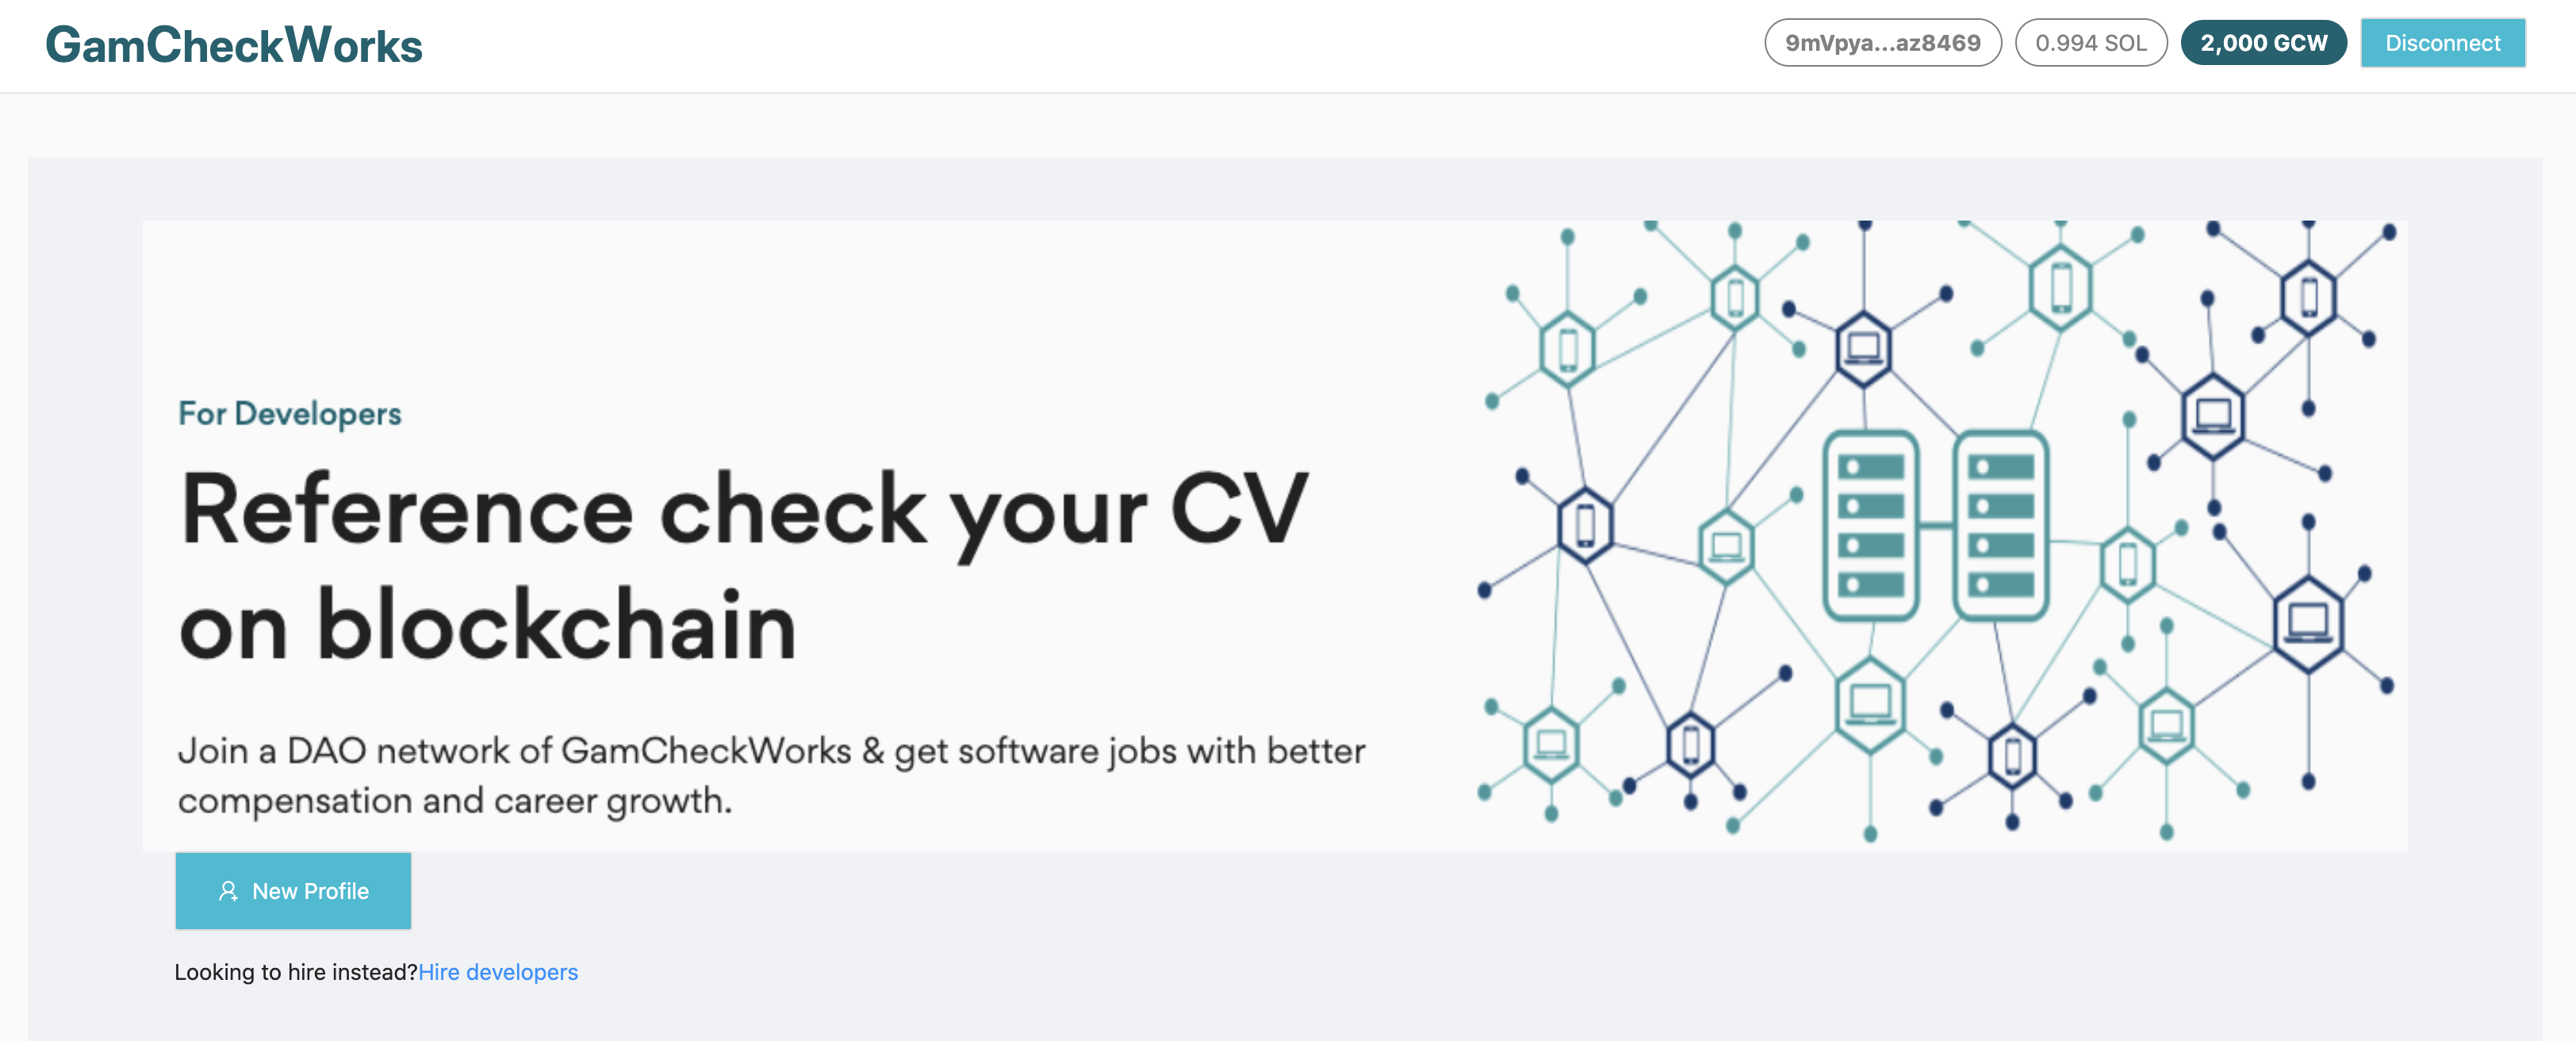 GamCheckWorks
9mVpya...az8469
0.994 SOL
2,000 GCW
Disconnect
For Developers
Reference check your CV
on blockchain
Join a DAO network of GamCheckWorks & get software jobs with better
compensation and career growth.
New Profile
Looking to hire instead?Hire developers